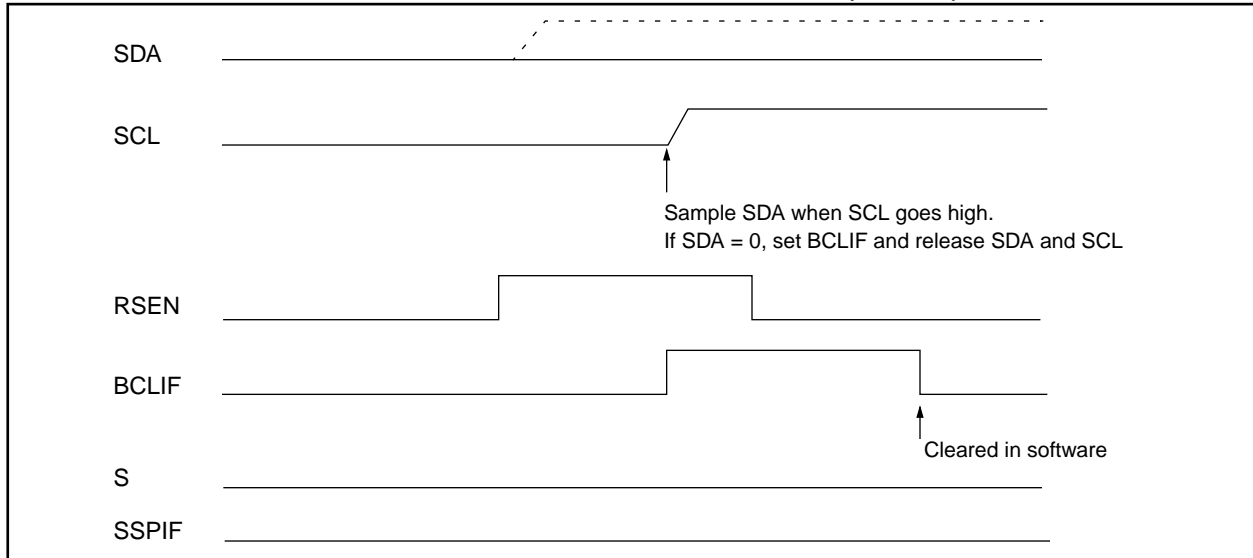 SDA
SCL
Sample SDA when SCL goes high.
If SDA = 0, set BCLIF and release SDA and SCL
RSEN
BCLIF
Cleared in software
S
SSPIF